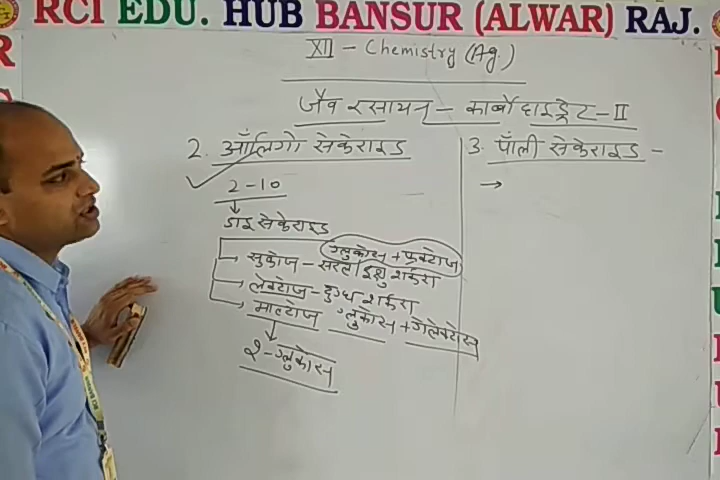 RCI EDU. HUB BANSUR (ALWAR) RAJ.
XII - Chemistry (Ag.)
जैव रसायन - कार्बोहाइड्रेट - II
2. ऑलिगो सेकेराइड
2-10
डाइ सेकेराइड
ग्लुकोस + फ्रक्टोज
सुक्रोज - सरल / इक्षु शर्करा
लेक्टोज - दुग्ध शर्करा
ग्लुकोस + गेलेक्टोस
माल्टोज
२-ग्लुकोस
3. पॉली सेकेराइड -